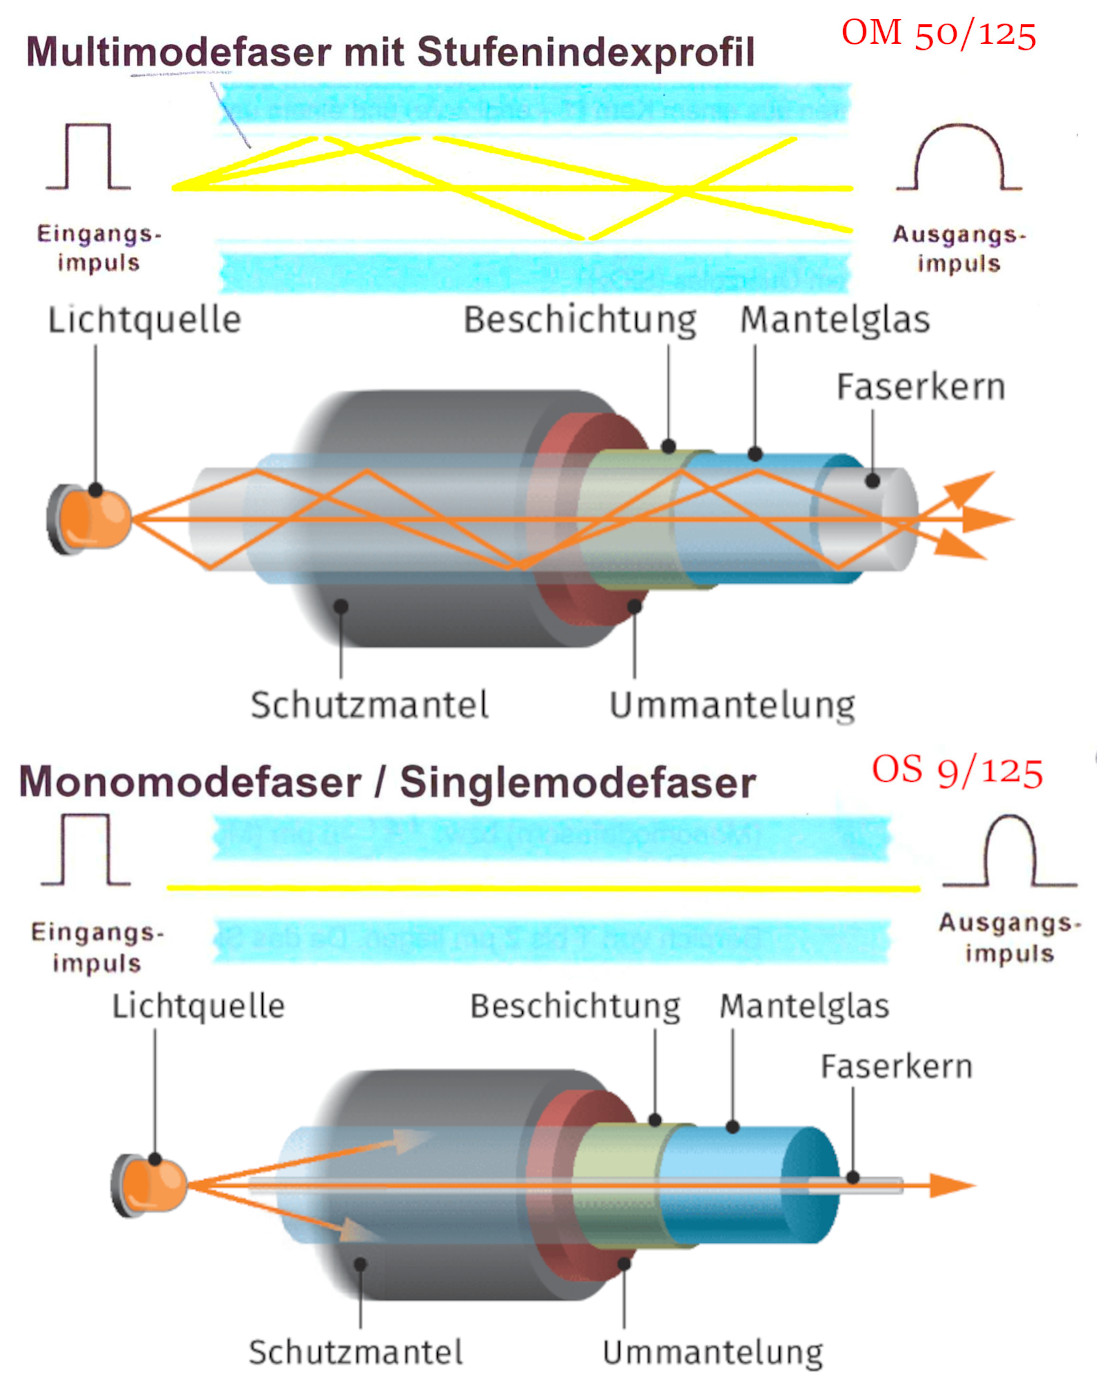 Multimodefaser mit Stufenindexprofil
OM 50/125
Eingangs-
impuls
Ausgangs-
impuls
Lichtquelle
Beschichtung
Mantelglas
Faserkern
Schutzmantel
Ummantelung
Monomodefaser / Singlemodefaser
OS 9/125
Eingangs-
impuls
Ausgangs-
impuls
Lichtquelle
Beschichtung
Mantelglas
Faserkern
Schutzmantel
Ummantelung